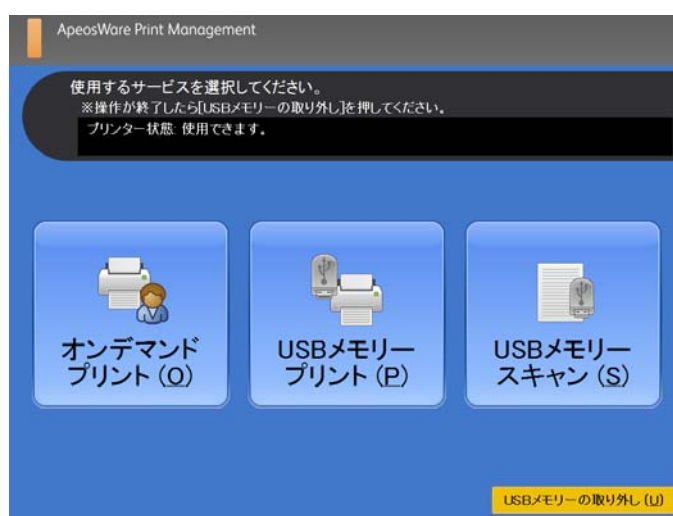 ApeosWare Print Management
使用するサービスを選択してください。
※操作が終了したら[USBメモリーの取り外し]を押してください。
プリンター状態: 使用できます。
オンデマンド
プリント (O)
USBメモリー
プリント (P)
USBメモリー
スキャン (S)
USBメモリーの取り外し (U)